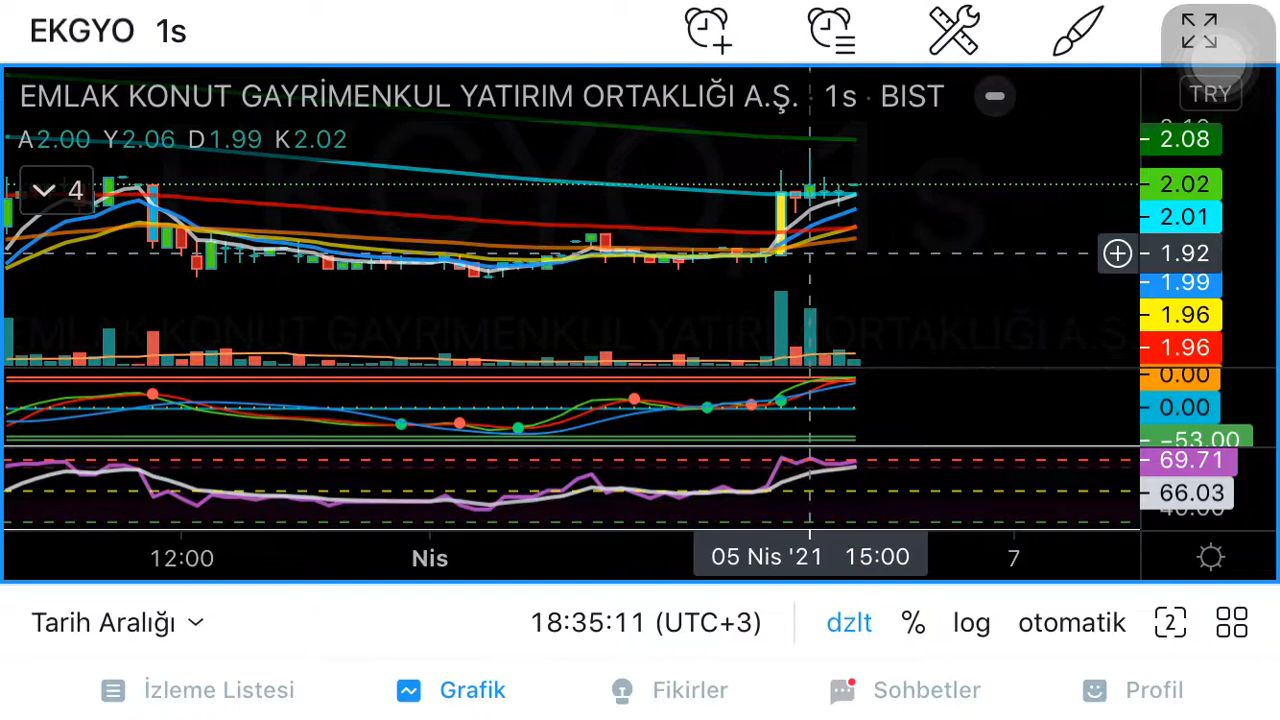 EKGYO 1s
EMLAK KONUT GAYRİMENKUL YATIRIM ORTAKLIĞI A.Ş. · 1s · BIST
TRY
A2.00 Y2.06 D1.99 K2.02
4
2.08
2.02
2.01
1.92
1.99
1.96
1.96
0.00
0.00
−53.00
69.71
66.03
40.00
12:00 Nis 05 Nis '21 15:00 7
Tarih Aralığı 18:35:11 (UTC+3) dzlt % log otomatik 2
İzleme Listesi Grafik Fikirler Sohbetler Profil